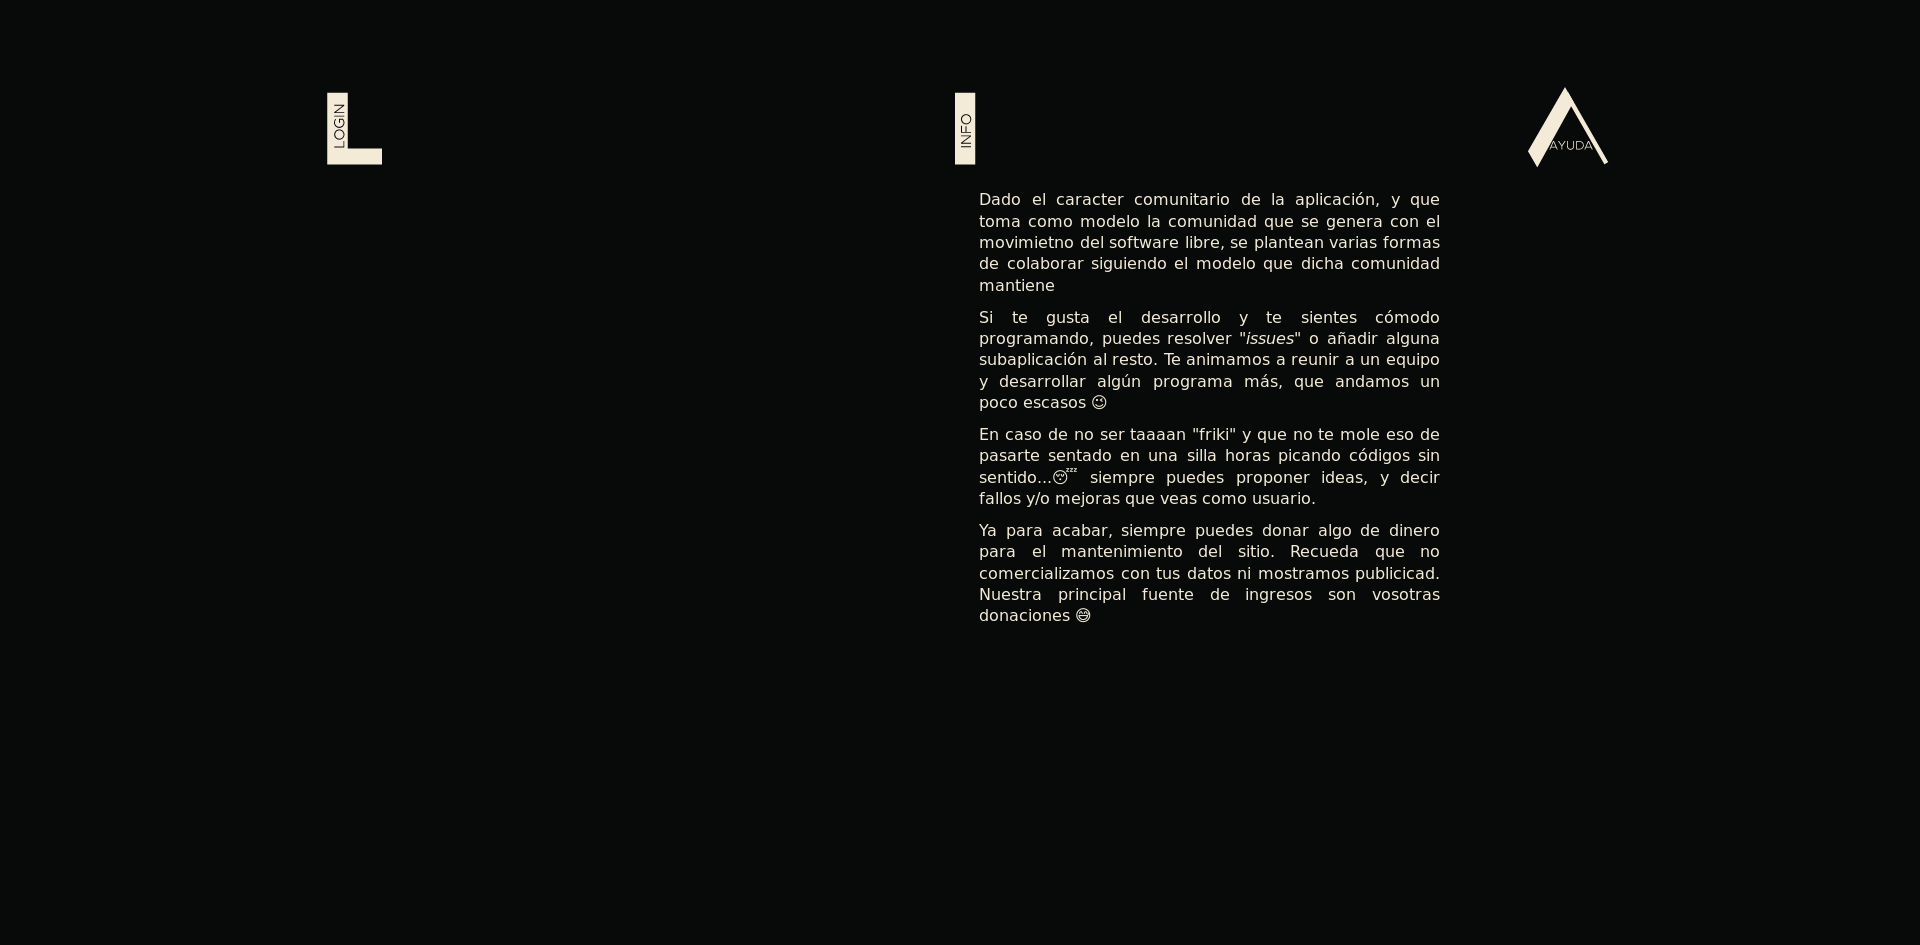 LOGIN
INFO
AYUDA
Dado el caracter comunitario de la aplicación, y que
toma como modelo la comunidad que se genera con el
movimietno del software libre, se plantean varias formas
de colaborar siguiendo el modelo que dicha comunidad
mantiene
Si te gusta el desarrollo y te sientes cómodo
programando, puedes resolver "issues" o añadir alguna
subaplicación al resto. Te animamos a reunir a un equipo
y desarrollar algún programa más, que andamos un
poco escasos 😉
En caso de no ser taaaan "friki" y que no te mole eso de
pasarte sentado en una silla horas picando códigos sin
sentido...😴 siempre puedes proponer ideas, y decir
fallos y/o mejoras que veas como usuario.
Ya para acabar, siempre puedes donar algo de dinero
para el mantenimiento del sitio. Recueda que no
comercializamos con tus datos ni mostramos publicicad.
Nuestra principal fuente de ingresos son vosotras
donaciones 😅